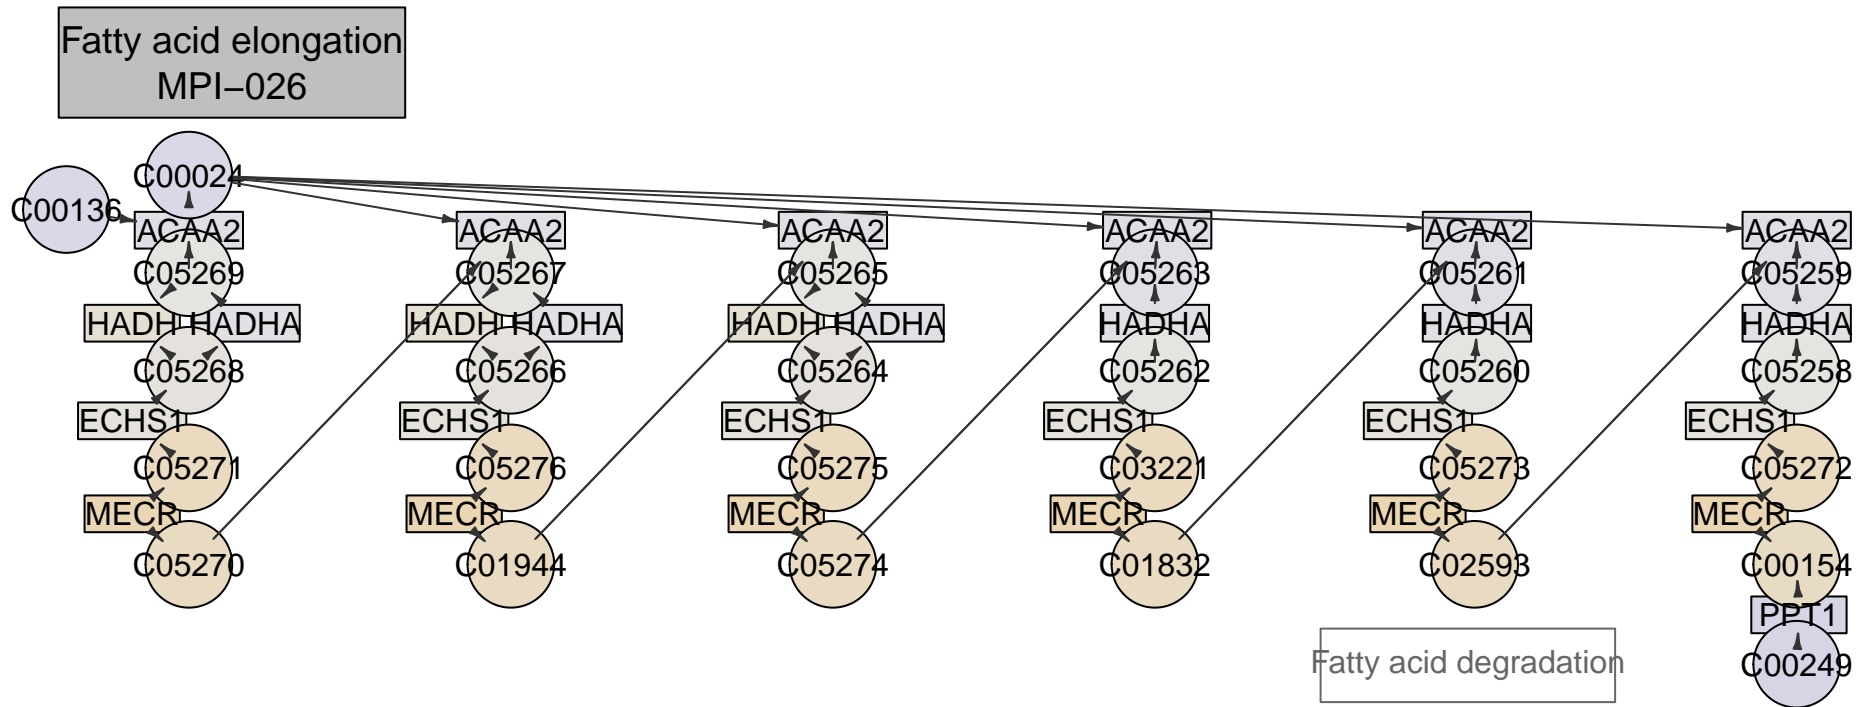 Fatty acid elongation
MPI−026
C00024
C00136
ACAA2 ACAA2 ACAA2 ACAA2 ACAA2 ACAA2
C05269 C05267 C05265 C05263 C05261 C05259
HADH HADHA HADH HADHA HADH HADHA HADHA HADHA HADHA
C05268 C05266 C05264 C05262 C05260 C05258
ECHS1 ECHS1 ECHS1 ECHS1 ECHS1 ECHS1
C05271 C05276 C05275 C03221 C05273 C05272
MECR MECR MECR MECR MECR MECR
C05270 C01944 C05274 C01832 C02593 C00154
PPT1
Fatty acid degradation C00249